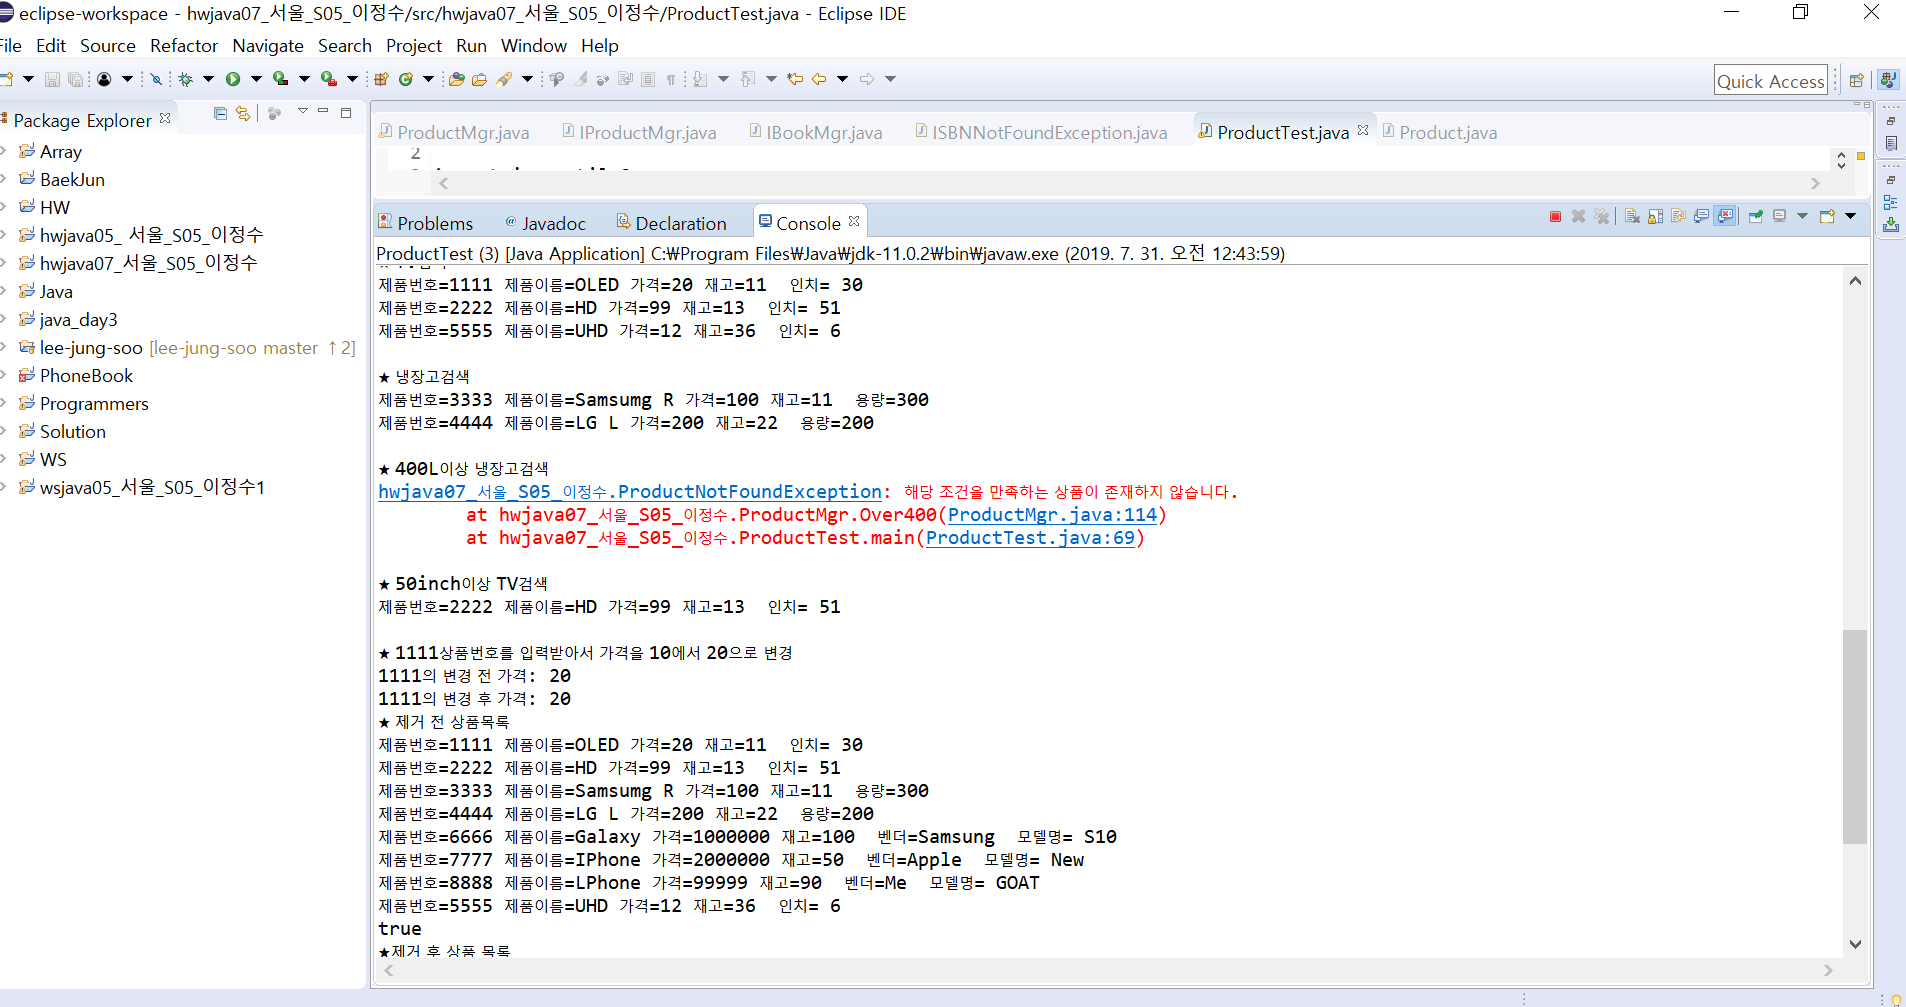 eclipse-workspace - hwjava07_서울_S05_이정수/src/hwjava07_서울_S05_이정수/ProductTest.java - Eclipse IDE
File Edit Source Refactor Navigate Search Project Run Window Help
Quick Access
Package Explorer
Array
BaekJun
HW
hwjava05_ 서울_S05_이정수
hwjava07_서울_S05_이정수
Java
java_day3
lee-jung-soo [lee-jung-soo master ↑2]
PhoneBook
Programmers
Solution
WS
wsjava05_서울_S05_이정수1
ProductMgr.java IProductMgr.java IBookMgr.java ISBNNotFoundException.java ProductTest.java Product.java
2
Problems @ Javadoc Declaration Console
ProductTest (3) [Java Application] C:₩Program Files₩Java₩jdk-11.0.2₩bin₩javaw.exe (2019. 7. 31. 오전 12:43:59)
제품번호=1111 제품이름=OLED 가격=20 재고=11 인치= 30
제품번호=2222 제품이름=HD 가격=99 재고=13 인치= 51
제품번호=5555 제품이름=UHD 가격=12 재고=36 인치= 6
★ 냉장고검색
제품번호=3333 제품이름=Samsumg R 가격=100 재고=11 용량=300
제품번호=4444 제품이름=LG L 가격=200 재고=22 용량=200
★ 400L이상 냉장고검색
hwjava07_서울_S05_이정수.ProductNotFoundException: 해당 조건을 만족하는 상품이 존재하지 않습니다.
at hwjava07_서울_S05_이정수.ProductMgr.Over400(ProductMgr.java:114)
at hwjava07_서울_S05_이정수.ProductTest.main(ProductTest.java:69)
★ 50inch이상 TV검색
제품번호=2222 제품이름=HD 가격=99 재고=13 인치= 51
★ 1111상품번호를 입력받아서 가격을 10에서 20으로 변경
1111의 변경 전 가격: 20
1111의 변경 후 가격: 20
★ 제거 전 상품목록
제품번호=1111 제품이름=OLED 가격=20 재고=11 인치= 30
제품번호=2222 제품이름=HD 가격=99 재고=13 인치= 51
제품번호=3333 제품이름=Samsumg R 가격=100 재고=11 용량=300
제품번호=4444 제품이름=LG L 가격=200 재고=22 용량=200
제품번호=6666 제품이름=Galaxy 가격=1000000 재고=100 벤더=Samsung 모델명= S10
제품번호=7777 제품이름=IPhone 가격=2000000 재고=50 벤더=Apple 모델명= New
제품번호=8888 제품이름=LPhone 가격=99999 재고=90 벤더=Me 모델명= GOAT
제품번호=5555 제품이름=UHD 가격=12 재고=36 인치= 6
true
★제거 후 상품 목록